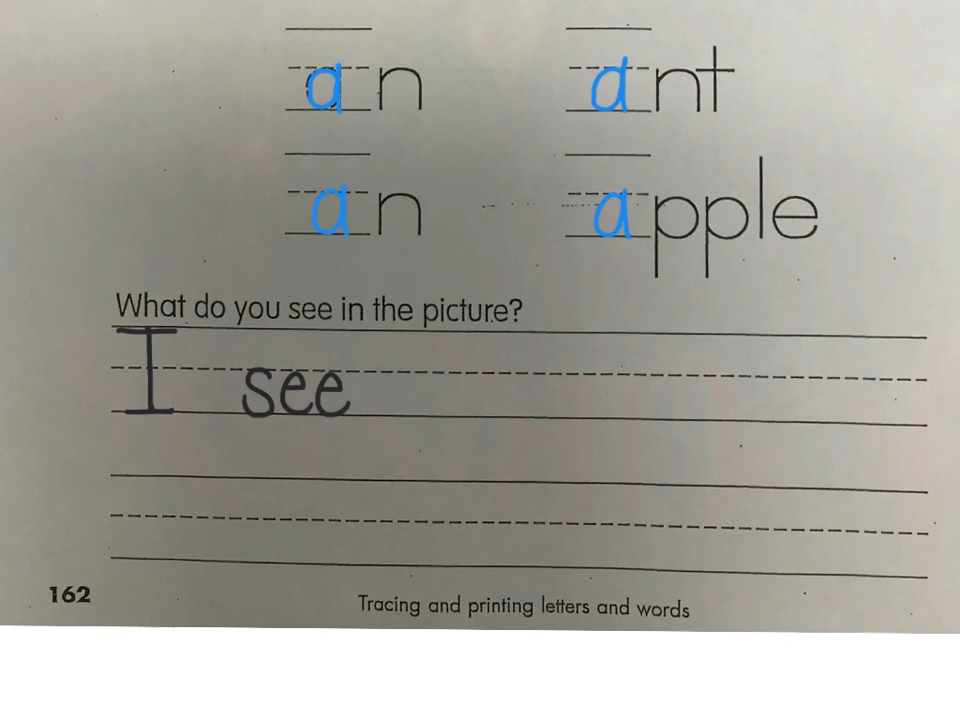 an ant
an apple
What do you see in the picture?
I see
162 Tracing and printing letters and words